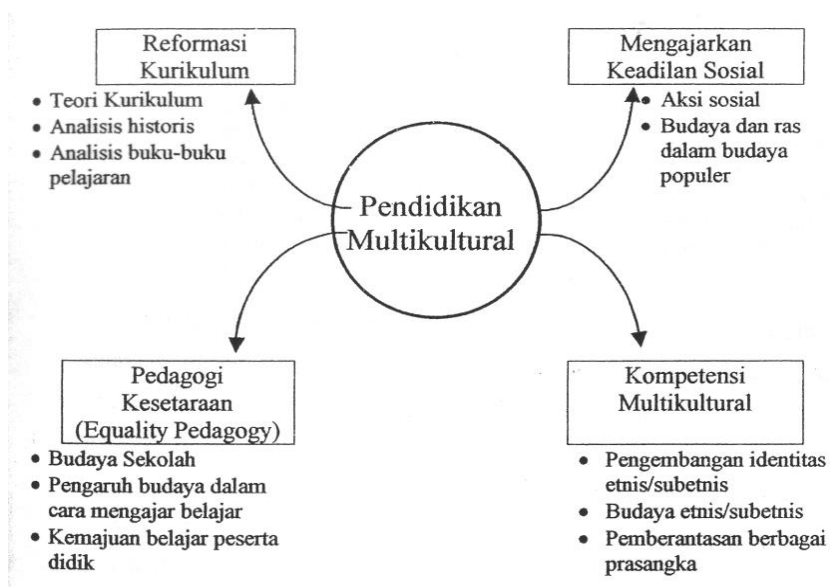 Reformasi
Kurikulum
• Teori Kurikulum
• Analisis historis
• Analisis buku-buku
pelajaran
Mengajarkan
Keadilan Sosial
• Aksi sosial
• Budaya dan ras
dalam budaya
populer
Pendidikan
Multikultural
Pedagogi
Kesetaraan
(Equality Pedagogy)
• Budaya Sekolah
• Pengaruh budaya dalam
cara mengajar belajar
• Kemajuan belajar peserta
didik
Kompetensi
Multikultural
• Pengembangan identitas
etnis/subetnis
• Budaya etnis/subetnis
• Pemberantasan berbagai
prasangka